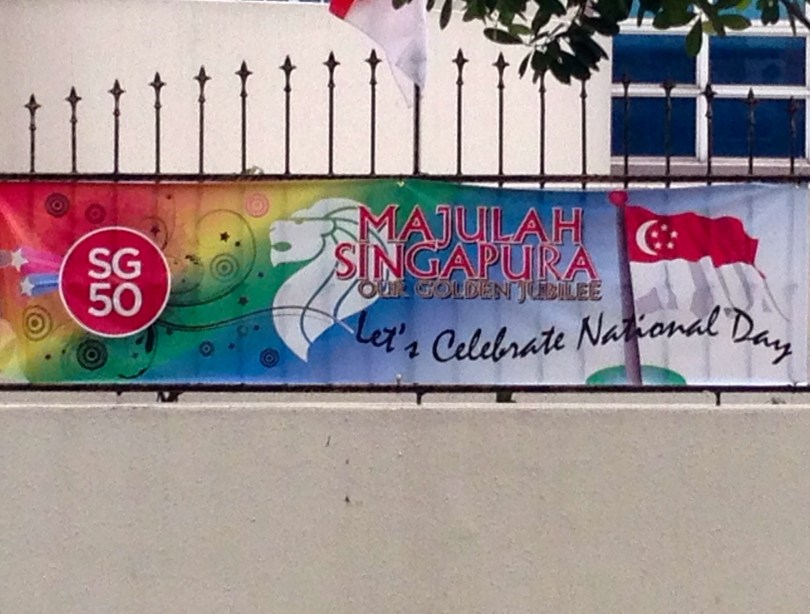 SG
50
MAJULAH
SINGAPURA
OUR GOLDEN JUBILEE
Let's Celebrate National Day